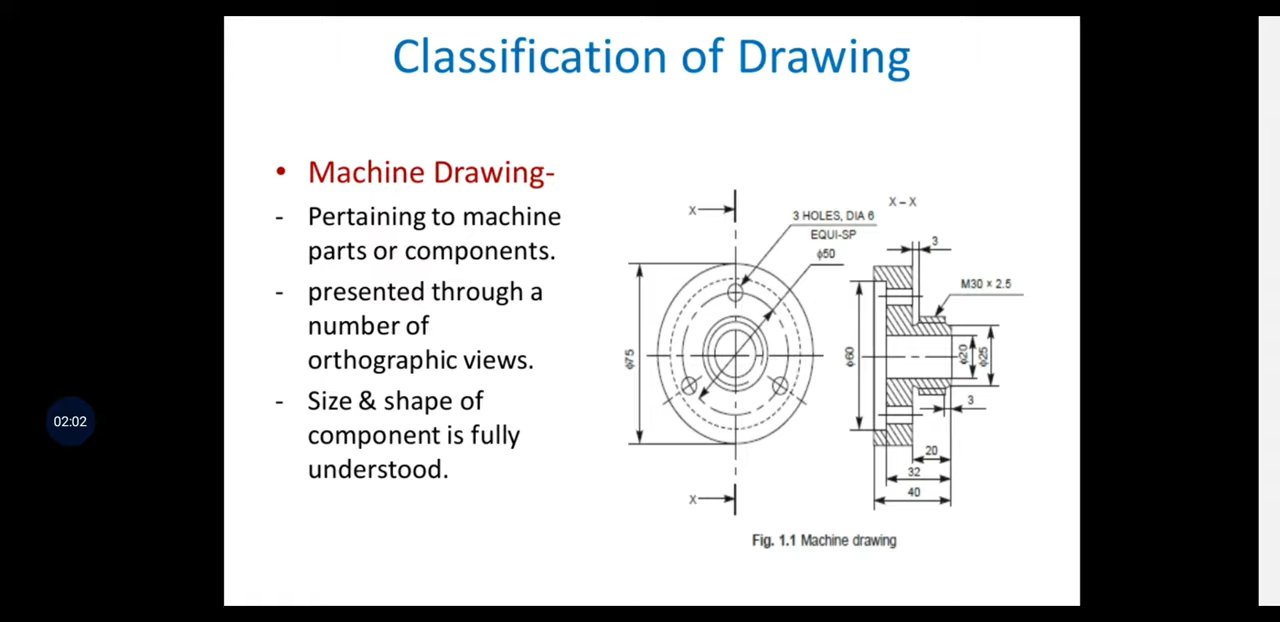 Classification of Drawing
• Machine Drawing-
- Pertaining to machine
parts or components.
- presented through a
number of
orthographic views.
- Size & shape of
component is fully
understood.
02:02
X
3 HOLES, DIA 6
EQUI-SP
ϕ50
ϕ75
X
X–X
3
M30 × 2.5
ϕ60
ϕ20
ϕ25
3
20
32
40
Fig. 1.1 Machine drawing